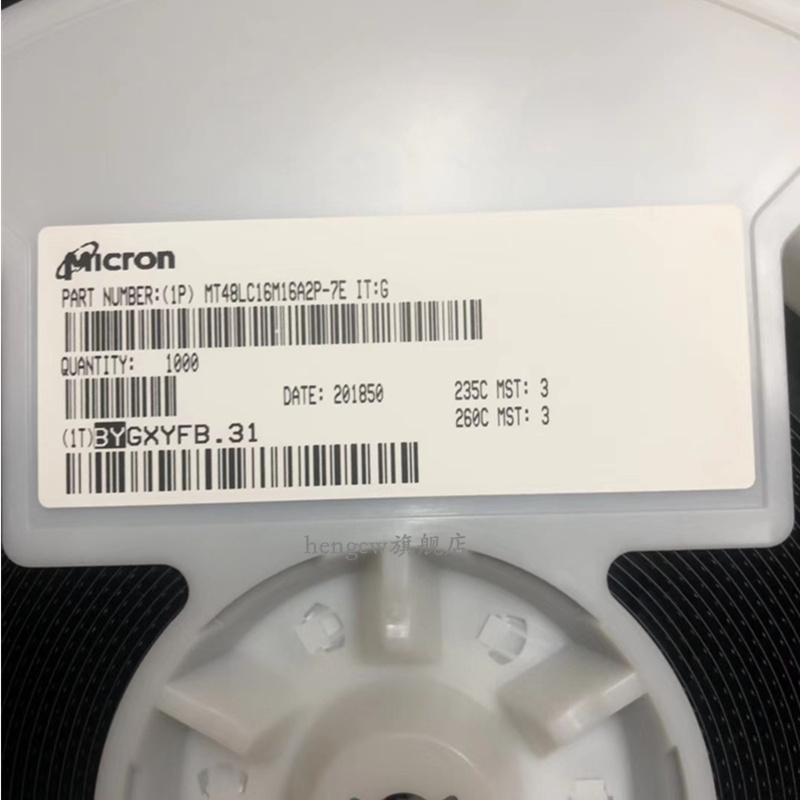 Micron
PART NUMBER:(1P) MT48LC16M16A2P-7E IT:G
QUANTITY: 1000
DATE: 201850
235C MST: 3
260C MST: 3
(1T)BYGXYFB.31
hengcw旗舰店